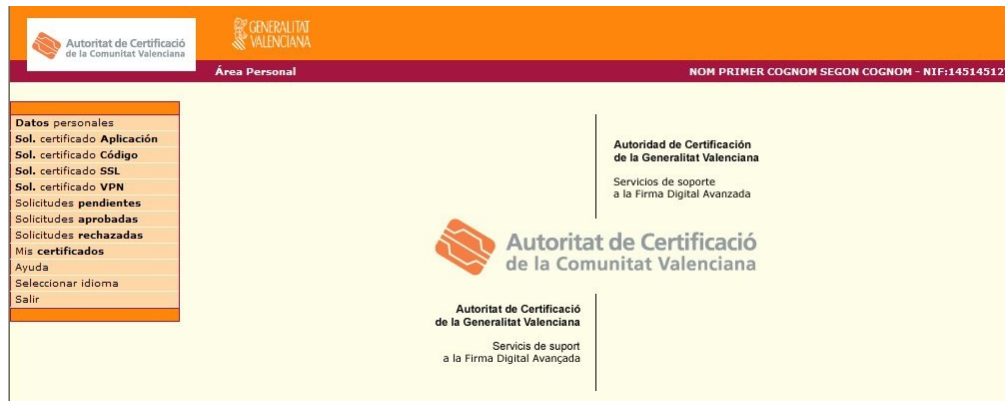 Autoritat de Certificació
de la Comunitat Valenciana
GENERALITAT
VALENCIANA
Área Personal
NOM PRIMER COGNOM SEGON COGNOM - NIF:14514512
Datos personales
Sol. certificado Aplicación
Sol. certificado Código
Sol. certificado SSL
Sol. certificado VPN
Solicitudes pendientes
Solicitudes aprobadas
Solicitudes rechazadas
Mis certificados
Ayuda
Seleccionar idioma
Salir
Autoridad de Certificación
de la Generalitat Valenciana
Servicios de soporte
a la Firma Digital Avanzada
Autoritat de Certificació
de la Comunitat Valenciana
Autoritat de Certificació
de la Generalitat Valenciana
Servicis de suport
a la Firma Digital Avançada